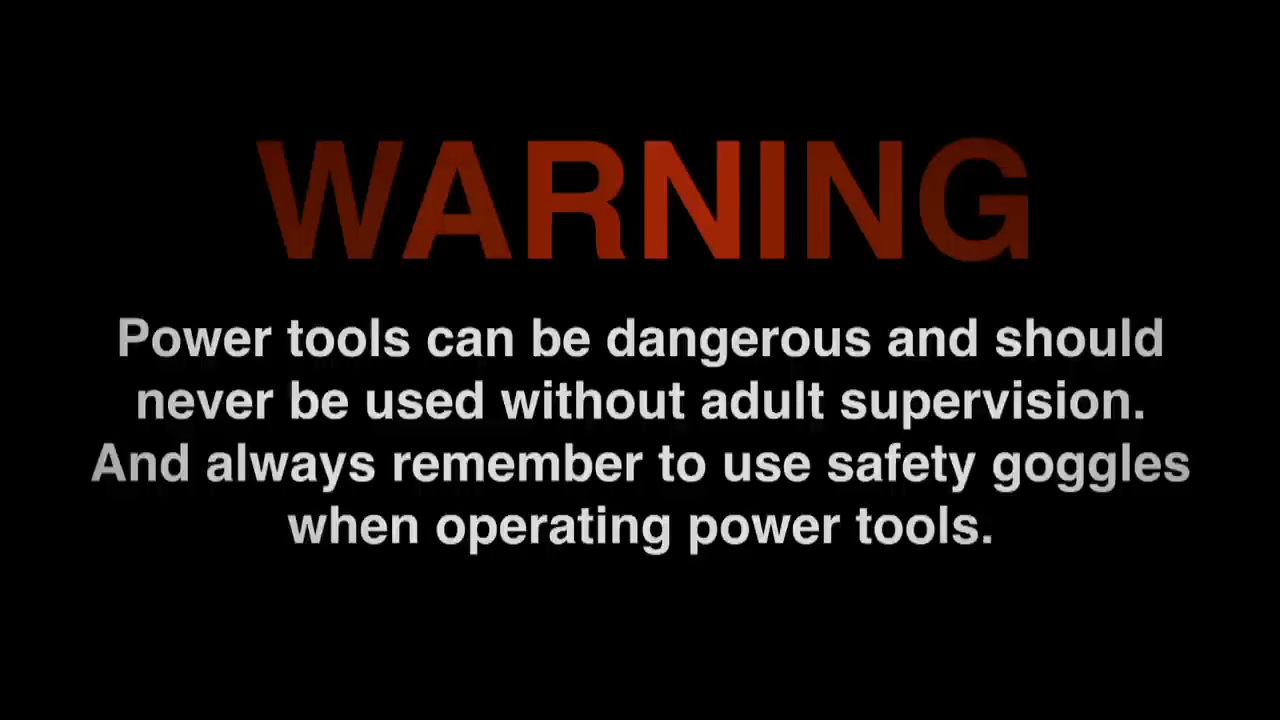 WARNING
Power tools can be dangerous and should
never be used without adult supervision.
And always remember to use safety goggles
when operating power tools.